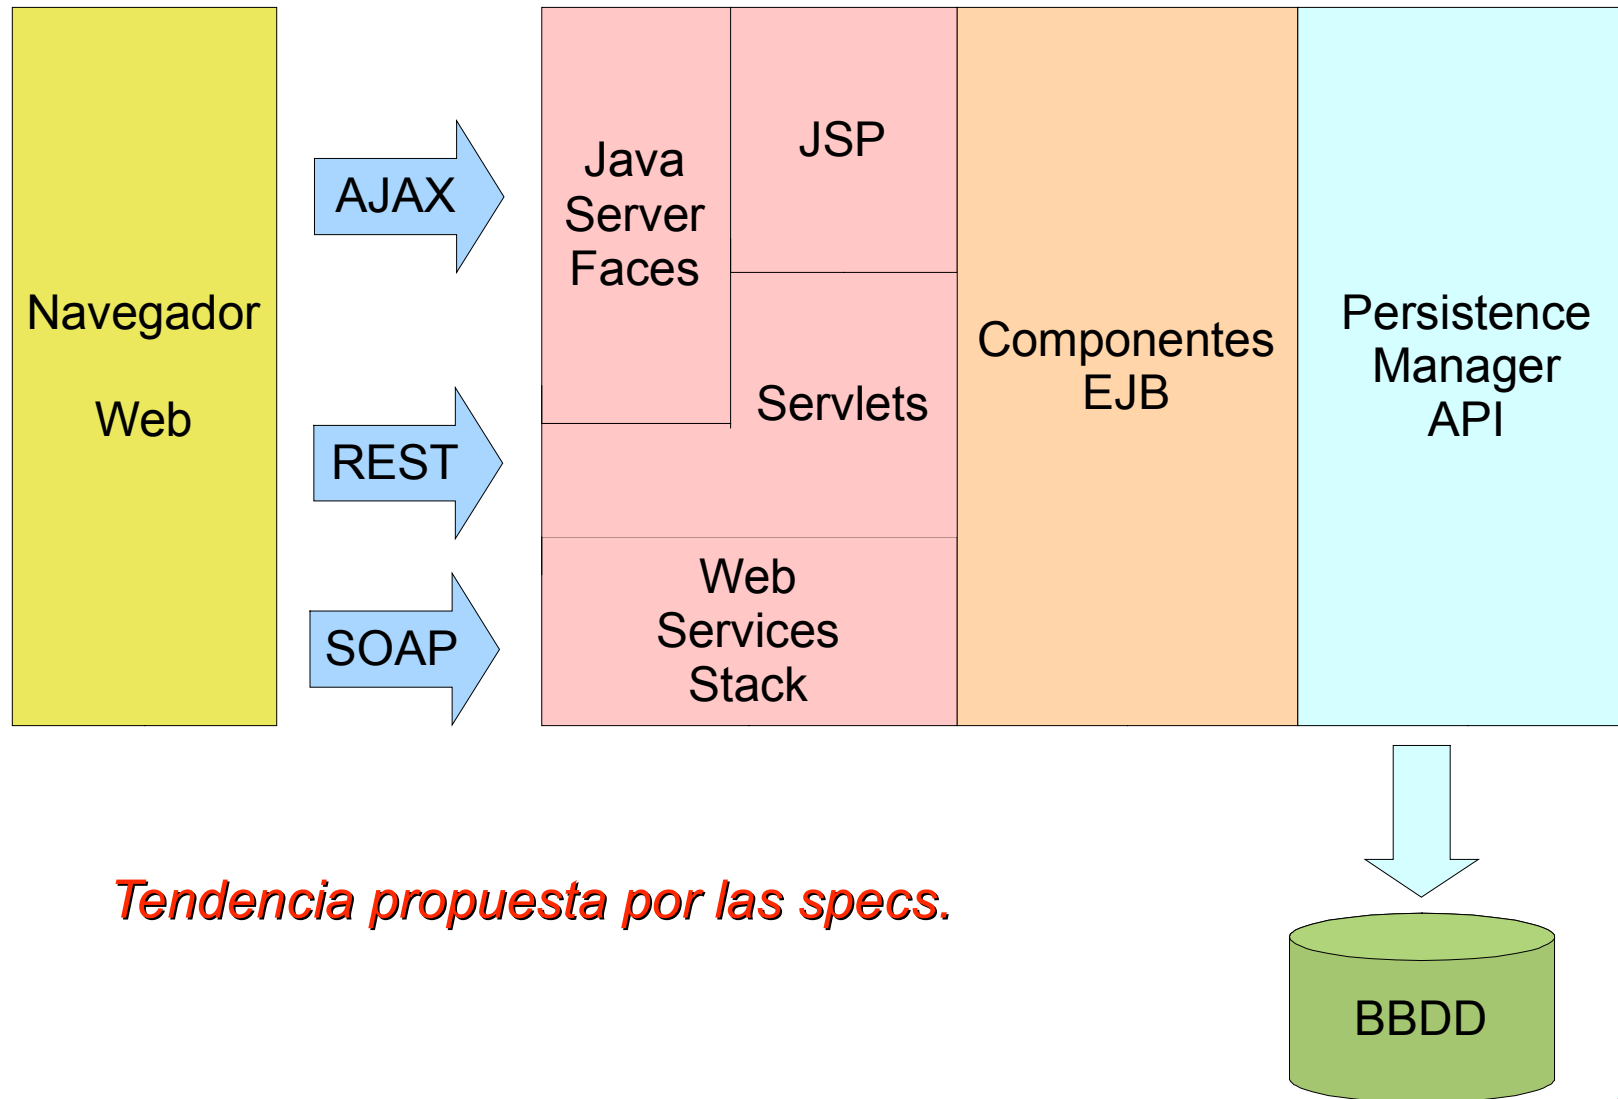 Navegador
Web
AJAX
REST
SOAP
Java
Server
Faces
JSP
Servlets
Web
Services
Stack
Componentes
EJB
Persistence
Manager
API
Tendencia propuesta por las specs.
BBDD